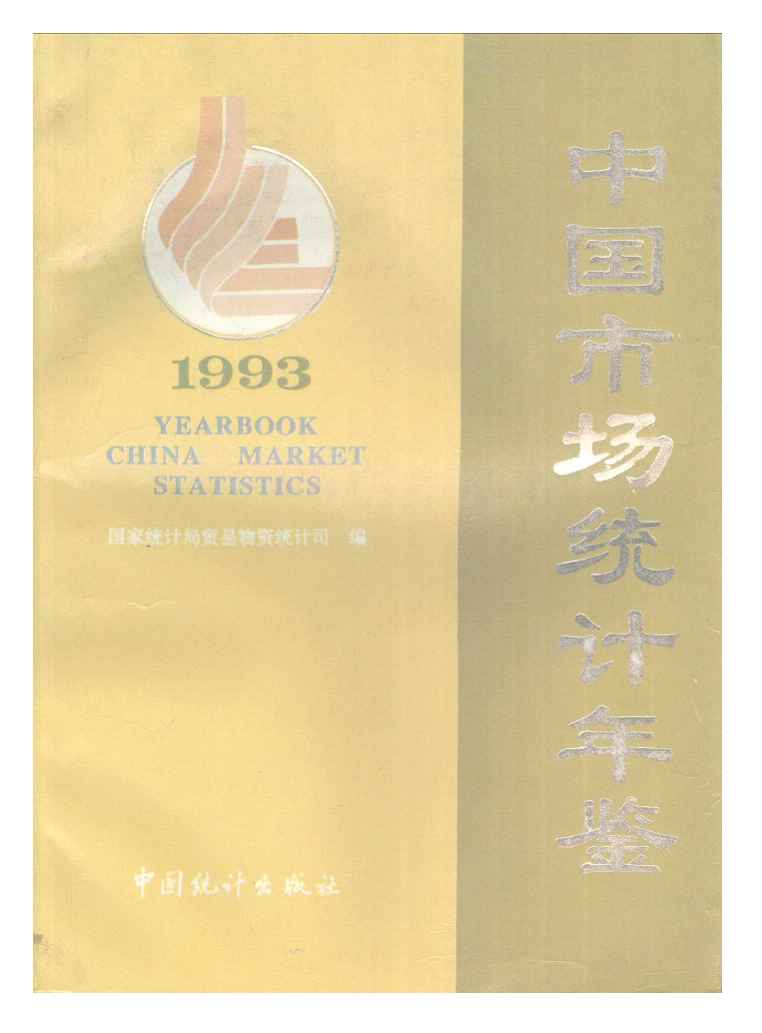 中国市场统计年鉴
1993
YEARBOOK
CHINA MARKET
STATISTICS
国家统计局贸易物资统计司 编
中国统计出版社